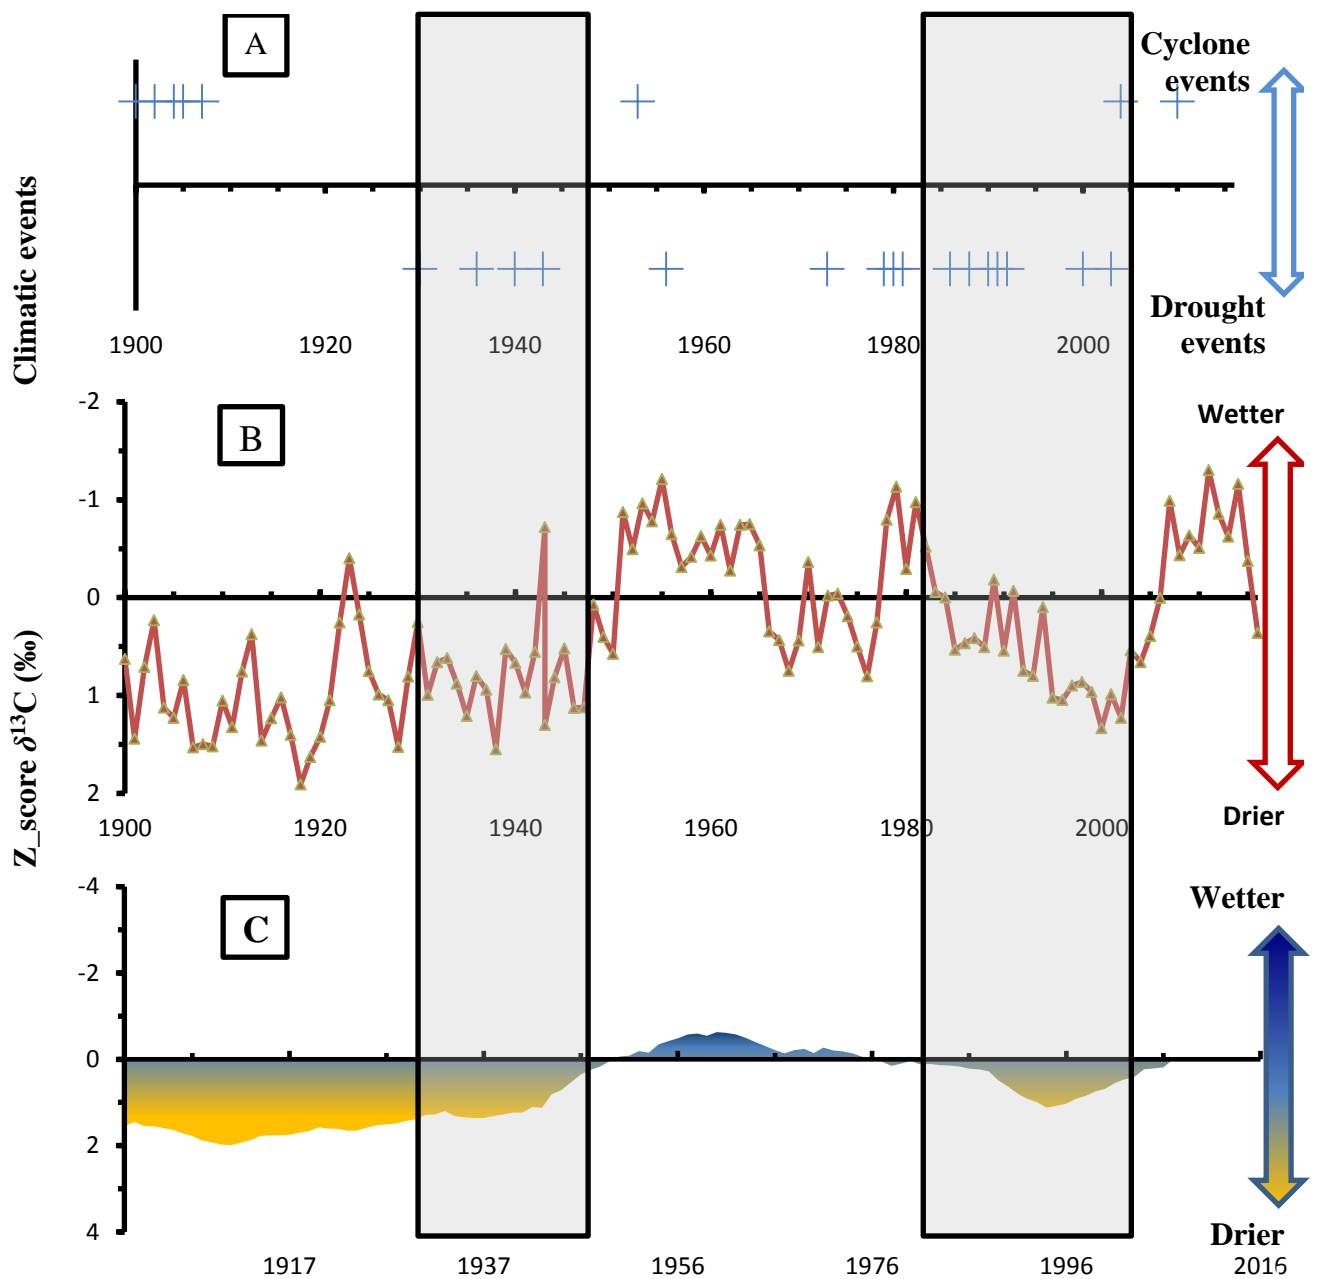 A
Cyclone
events
Climatic events
Drought
events
1900
1920
1940
1960
1980
2000
B
Wetter
-2
-1
0
1
2
Z_score δ¹³C (‰)
1900
1920
1940
1960
1980
2000
Drier
C
Wetter
-4
-2
0
2
4
Drier
1917
1937
1956
1976
1996
2016